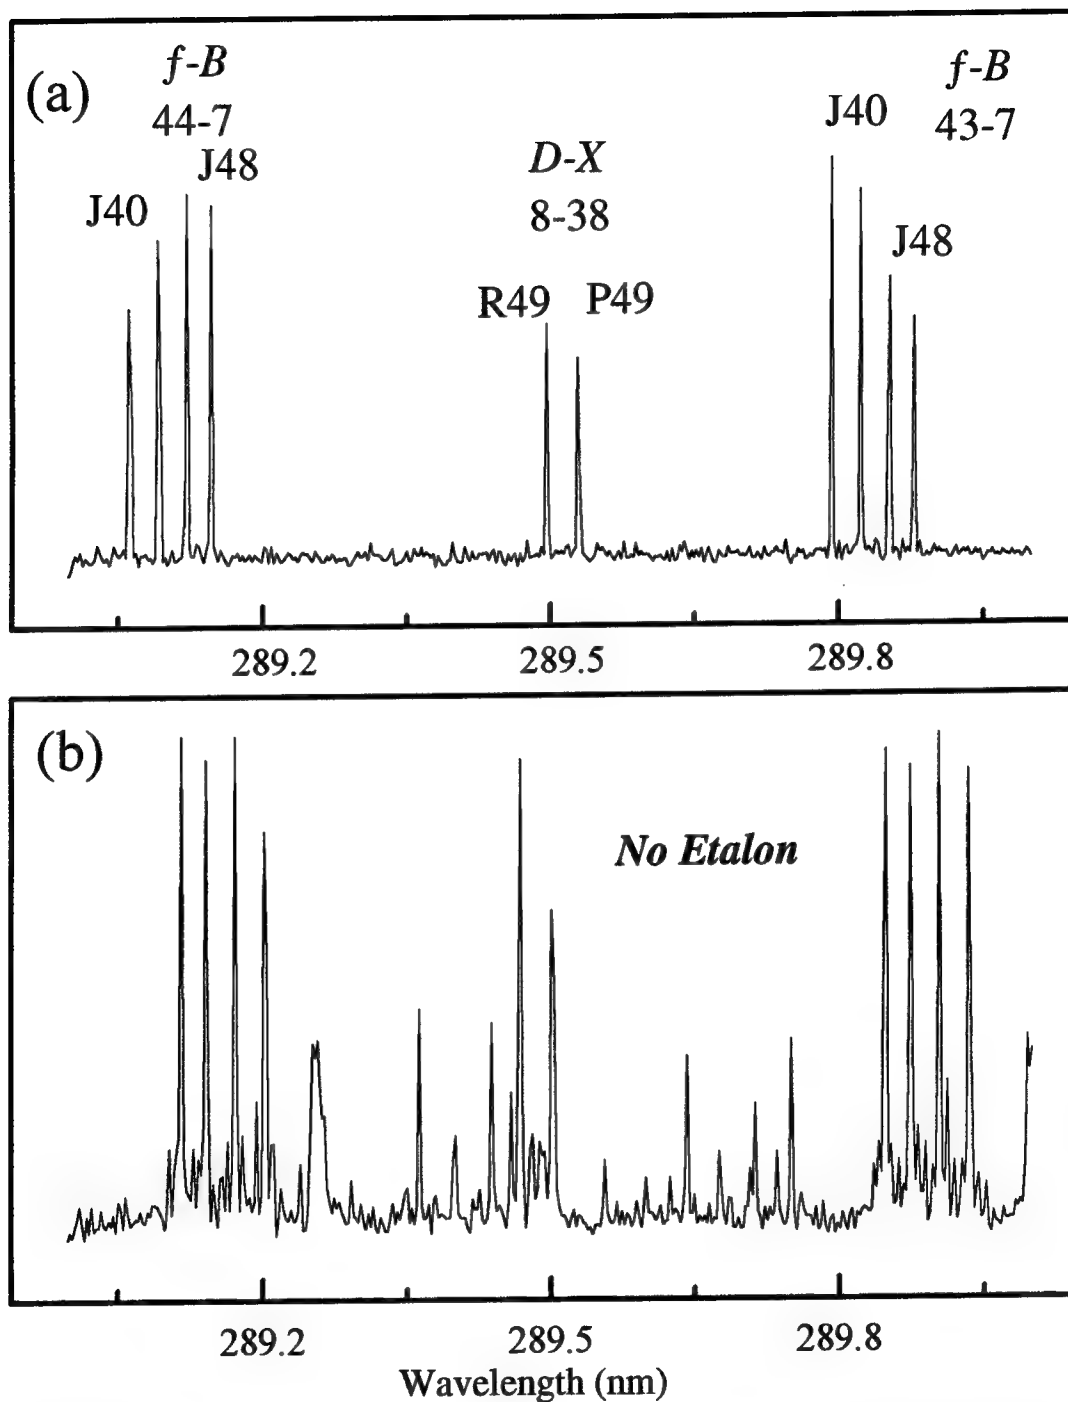 (a)
f-B
44-7
J40
J48
D-X
8-38
R49
P49
f-B
43-7
J40
J48
289.2
289.5
289.8
(b)
No Etalon
289.2
289.5
289.8
Wavelength (nm)